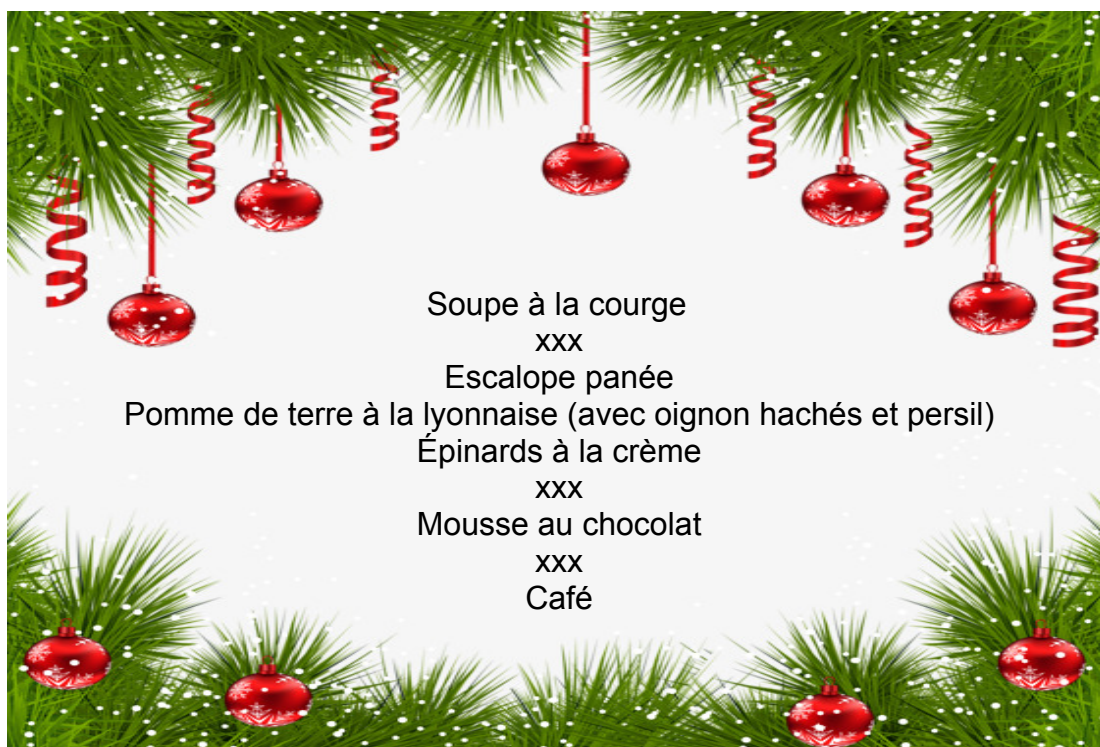 Soupe à la courge
xxx
Escalope panée
Pomme de terre à la lyonnaise (avec oignon hachés et persil)
Épinards à la crème
xxx
Mousse au chocolat
xxx
Café